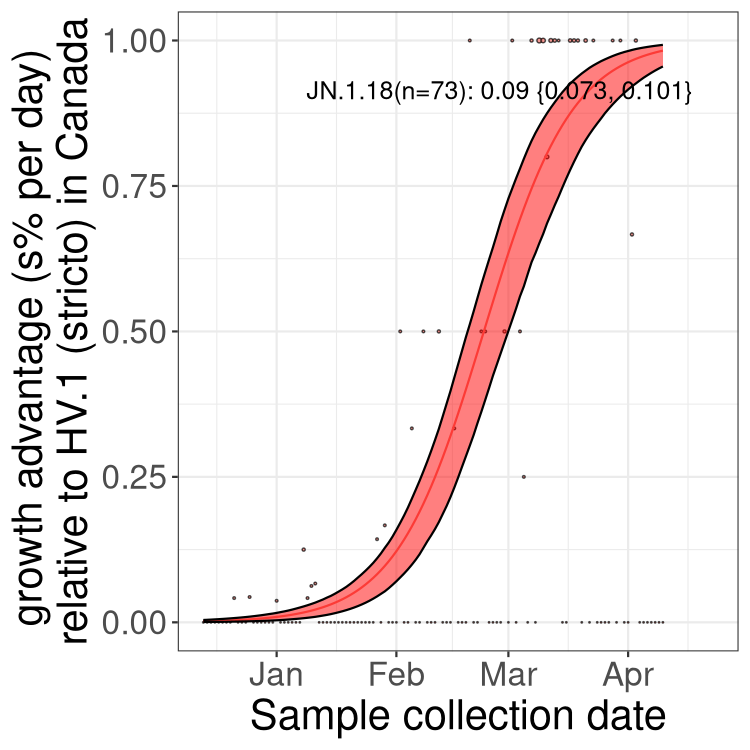 growth advantage (s% per day)
relative to HV.1 (stricto) in Canada
1.00
0.75
0.50
0.25
0.00
JN.1.18(n=73): 0.09 {0.073, 0.101}
Jan Feb Mar Apr
Sample collection date